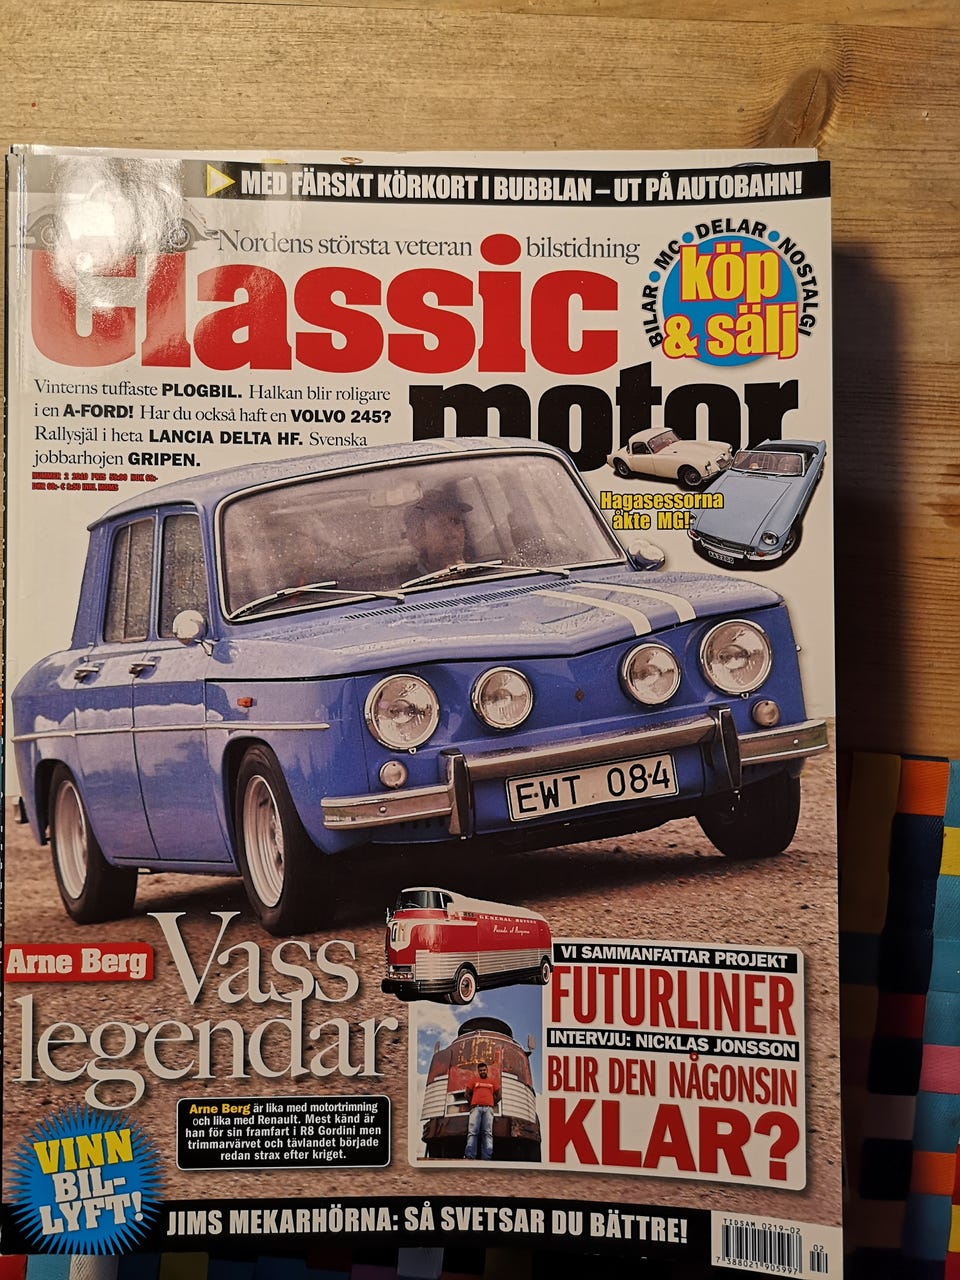 MED FÄRSKT KÖRKORT I BUBBLAN – UT PÅ AUTOBAHN!
Nordens största veteran bilstidning
Classic
motor
BILAR • MC • DELAR • NOSTALGI
köp
& sälj
Vinterns tuffaste PLOGBIL. Halkan blir roligare
i en A-FORD! Har du också haft en VOLVO 245?
Rallysjäl i heta LANCIA DELTA HF. Svenska
jobbarhojen GRIPEN.
Hagasessorna
åkte MG!
EWT 084
Arne Berg
Vass
legendar
Arne Berg är lika med motortrimning
och lika med Renault. Mest känd är
han för sin framfart i R8 Gordini men
trimmarvärvet och tävlandet började
redan strax efter kriget.
GENERAL MOTORS
VI SAMMANFATTAR PROJEKT
FUTURLINER
INTERVJU: NICKLAS JONSSON
BLIR DEN NÅGONSIN
KLAR?
VINN
BIL-
LYFT!
JIMS MEKARHÖRNA: SÅ SVETSAR DU BÄTTRE!
TIDSAM 0219-02
02
7 388021 905997